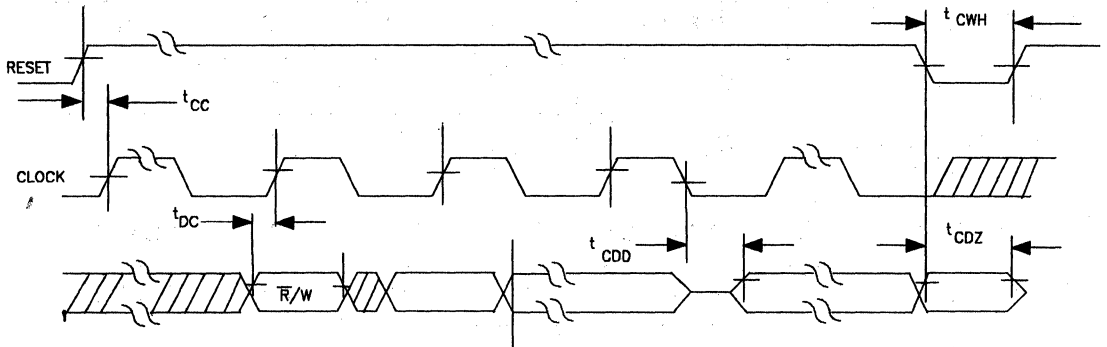 t CWH
RESET
t CC
CLOCK
t DC
t CDD
t CDZ
R̅/W